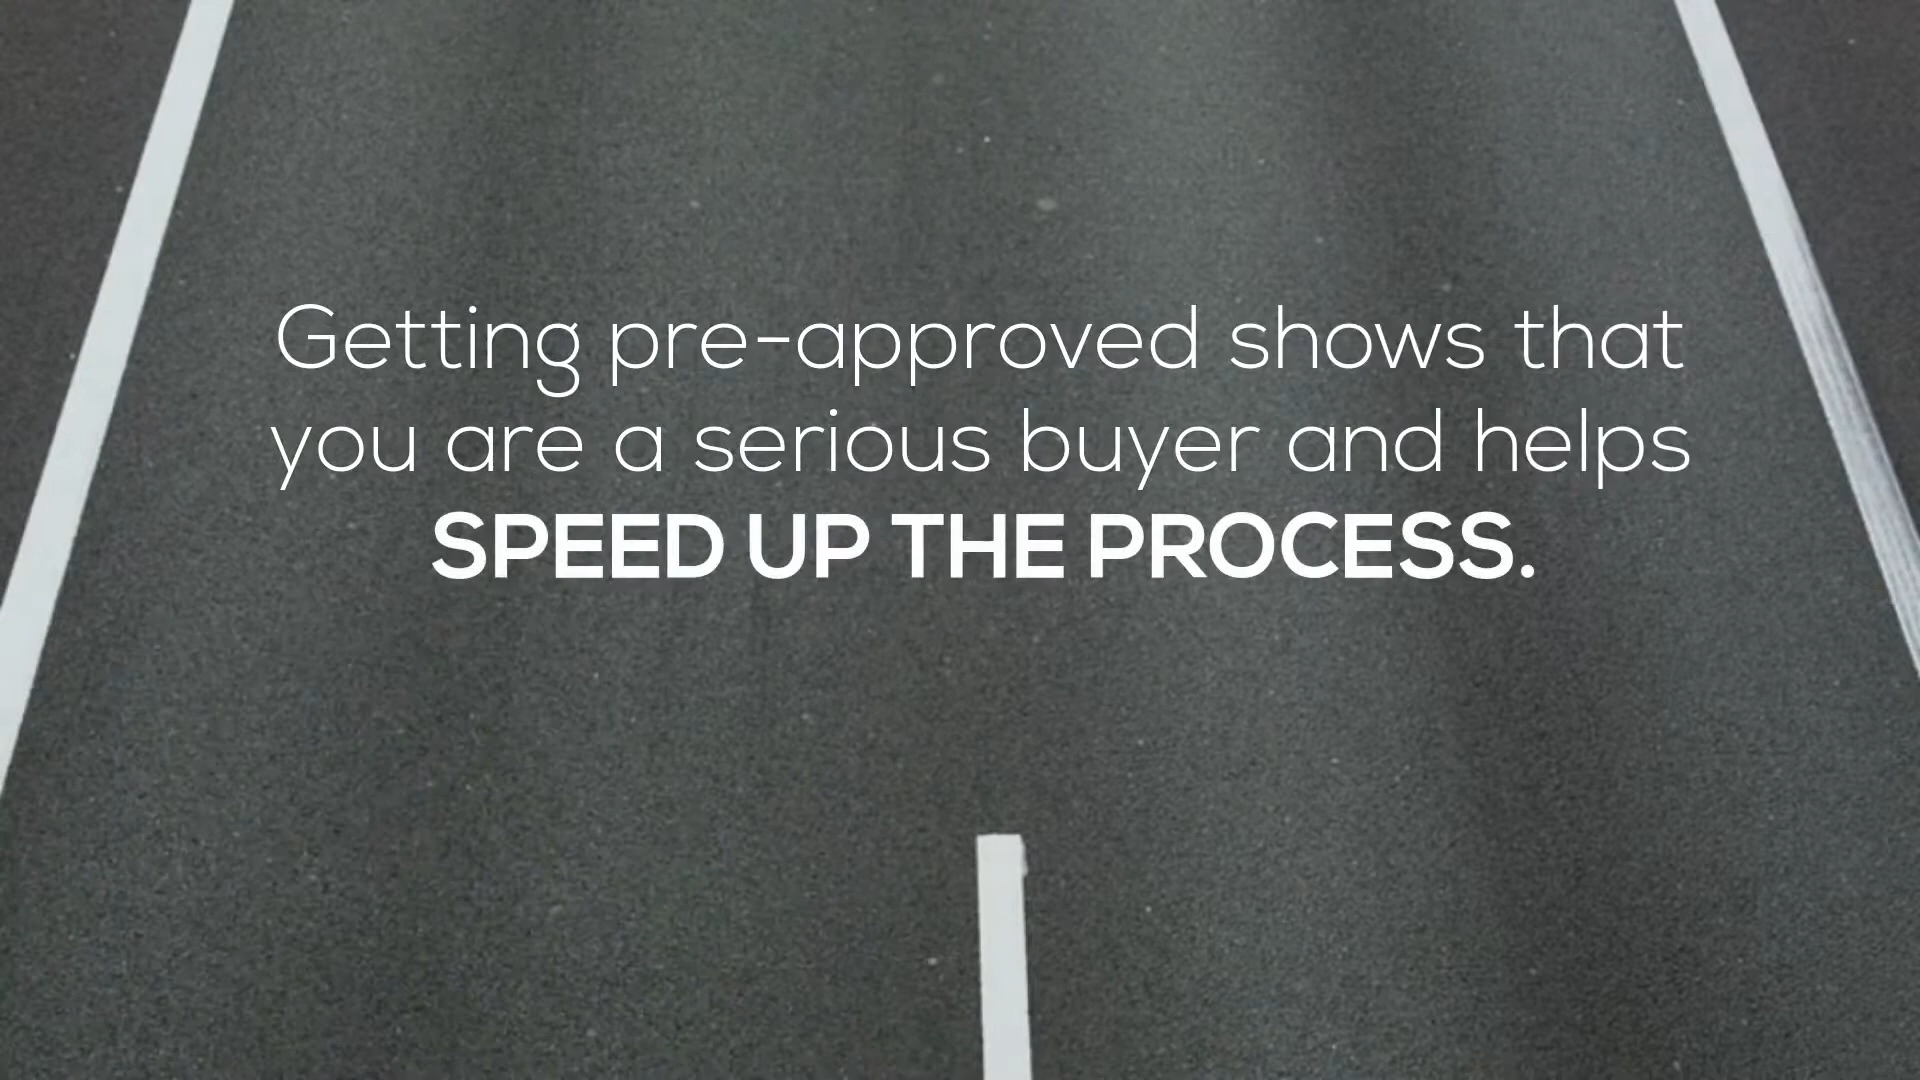 Getting pre-approved shows that
you are a serious buyer and helps
SPEED UP THE PROCESS.